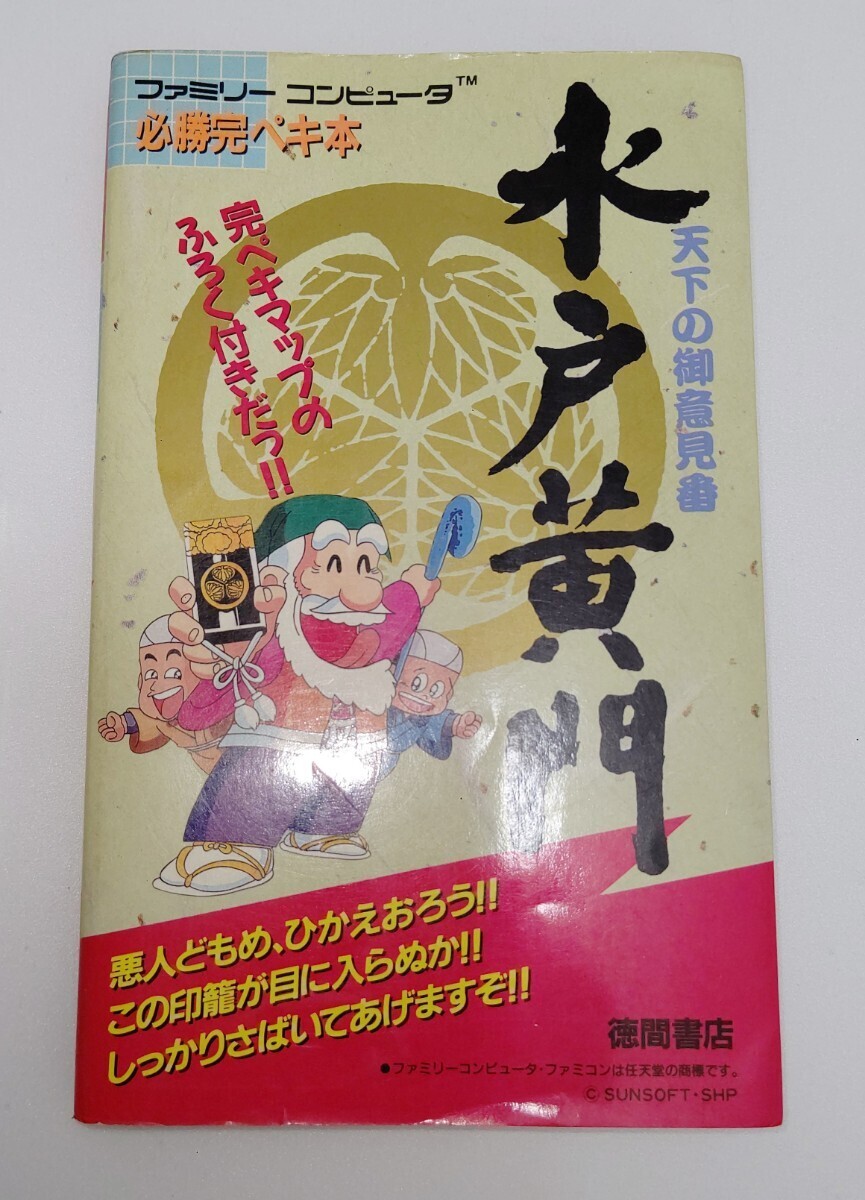 ファミリー コンピュータ™
必勝完ペキ本
水戸黄門
天下の御意見番
完ペキマップの
ふろく付きだっ!!
悪人どもめ、ひかえおろう!!
この印籠が目に入らぬか!!
しっかりさばいてあげますぞ!!
徳間書店
●ファミリーコンピュータ・ファミコンは任天堂の商標です。
©SUNSOFT・SHP